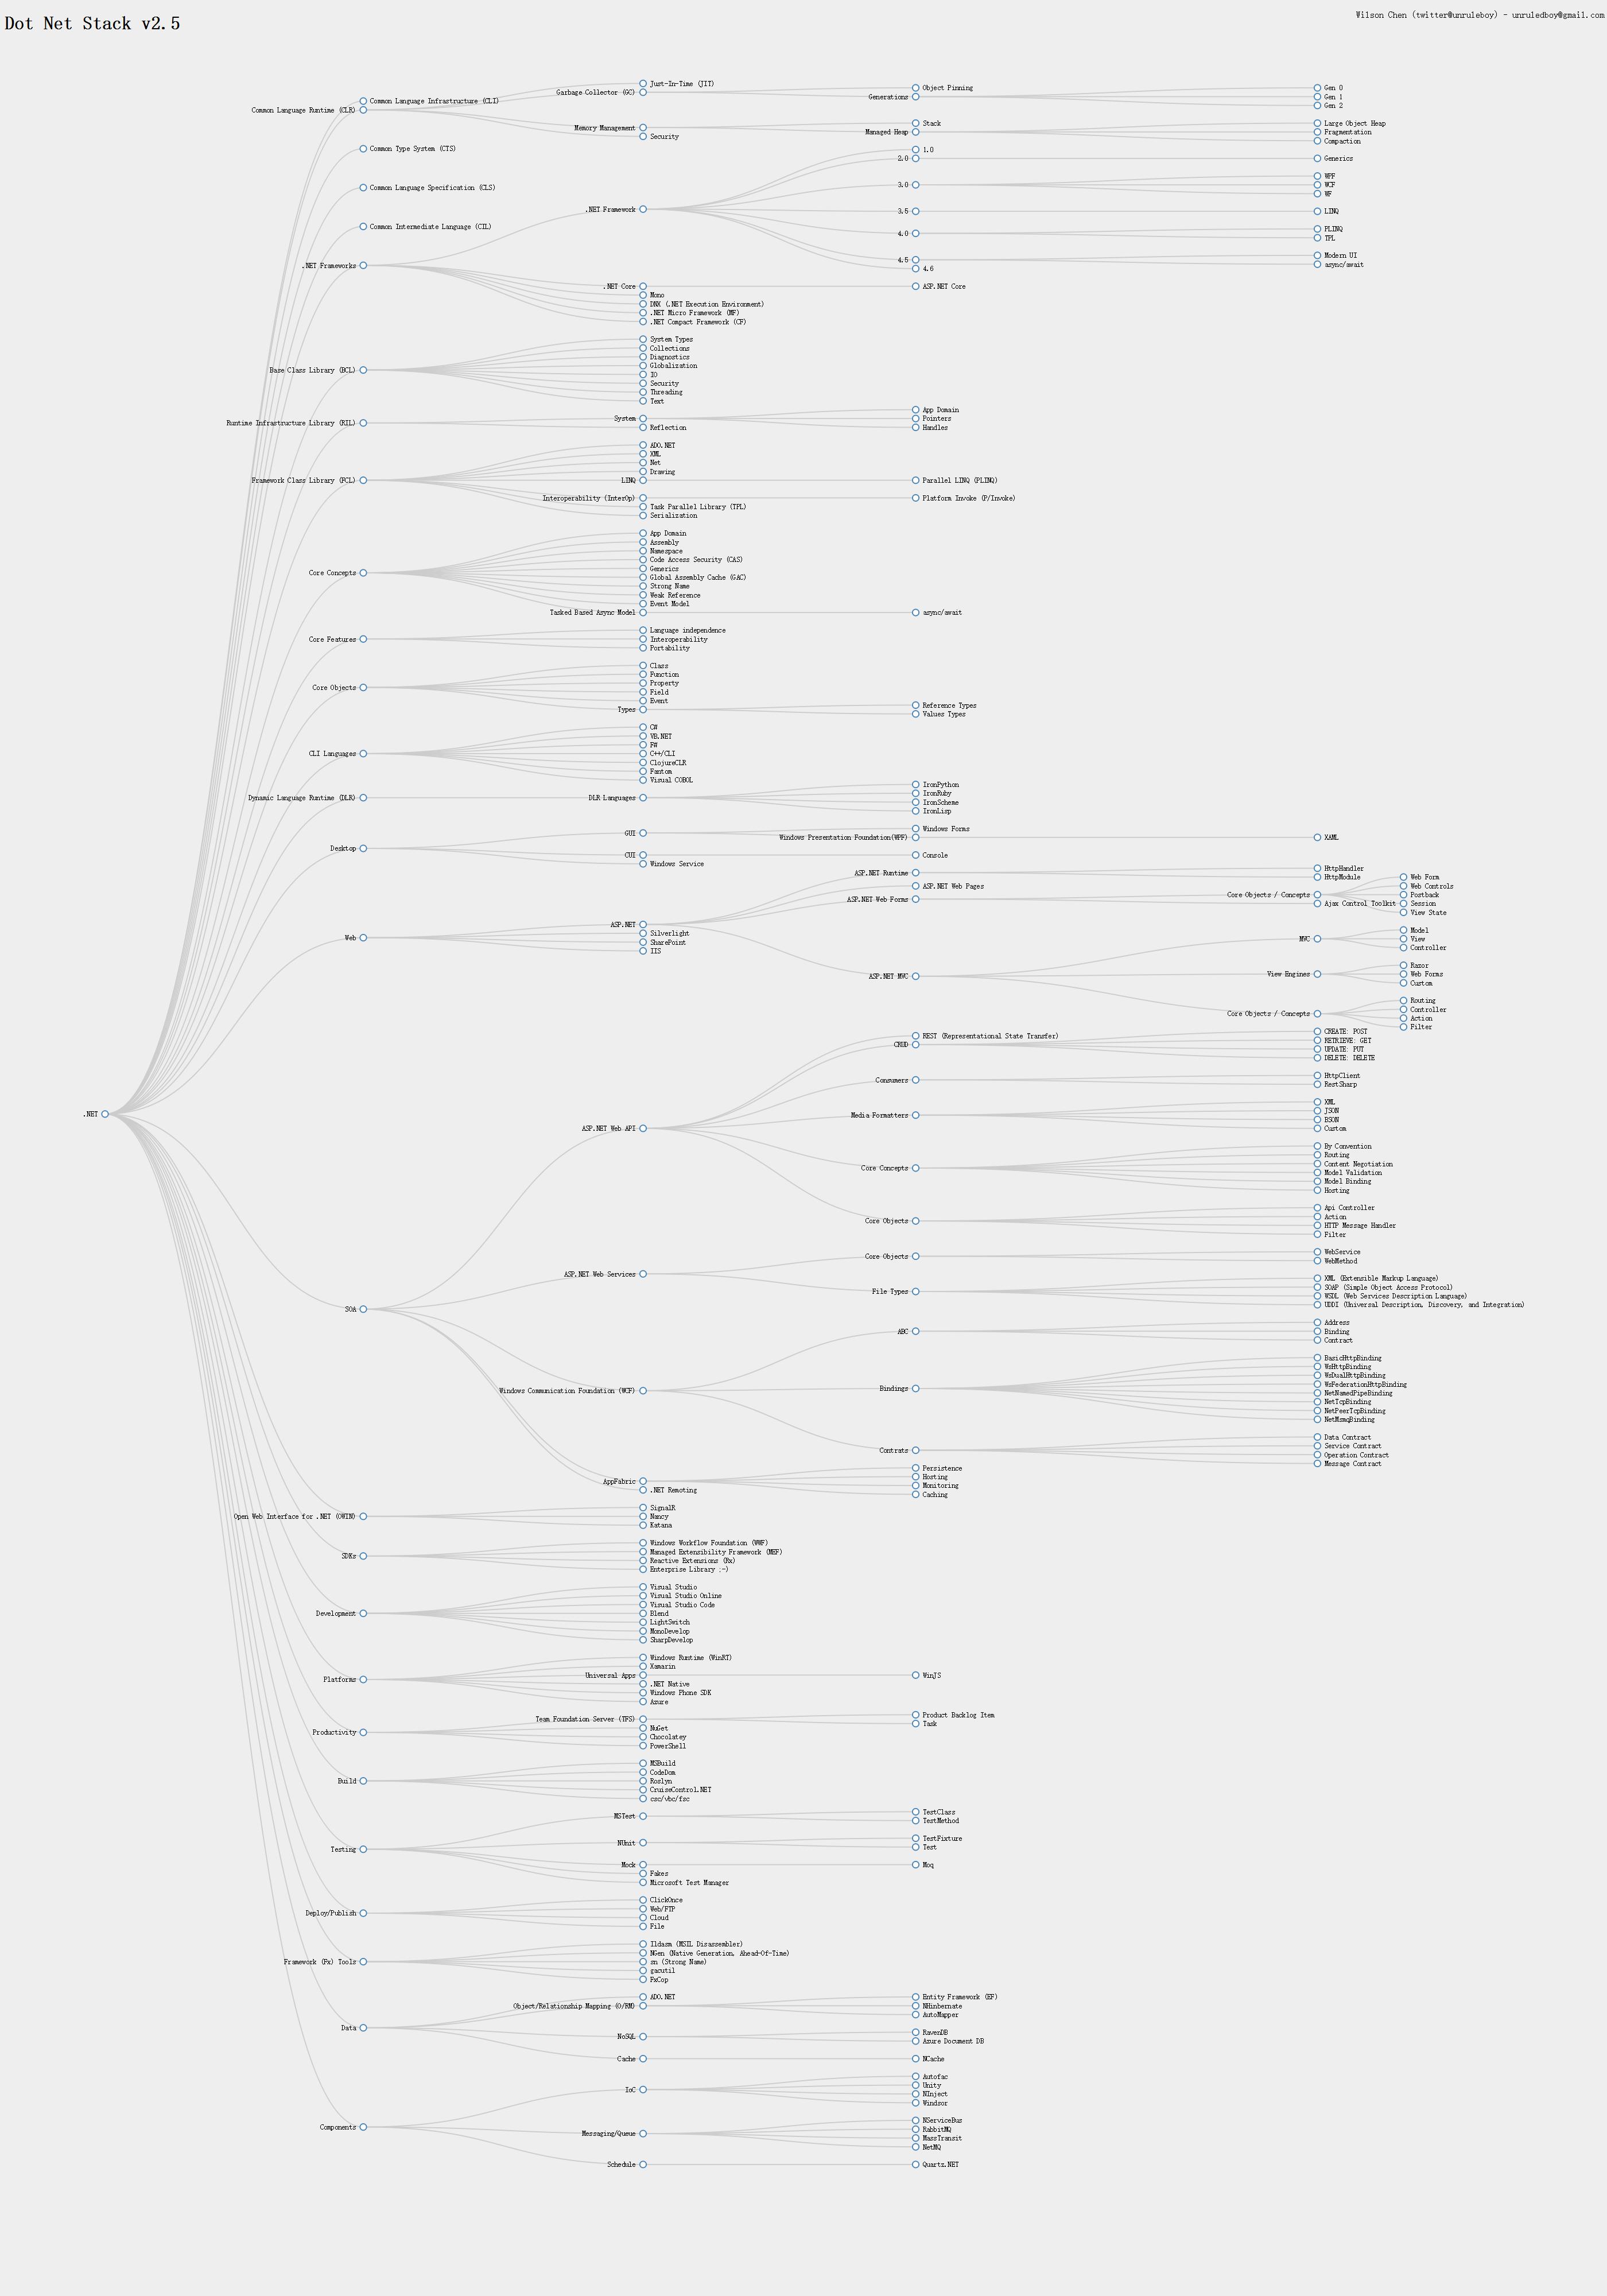 Dot Net Stack v2.5
Wilson Chen (twitter@unruleboy) - unruledboy@gmail.com
.NET
Common Language Infrastructure (CLI)
Common Language Runtime (CLR)
Just-In-Time (JIT)
Garbage Collector (GC)
Object Pinning
Generations
Gen 0
Gen 1
Gen 2
Memory Management
Stack
Managed Heap
Large Object Heap
Fragmentation
Compaction
Security
Common Type System (CTS)
Common Language Specification (CLS)
Common Intermediate Language (CIL)
.NET Frameworks
.NET Framework
1.0
2.0
Generics
3.0
WPF
WCF
WF
3.5
LINQ
4.0
PLINQ
TPL
4.5
Modern UI
async/await
4.6
.NET Core
ASP.NET Core
Mono
DNX (.NET Execution Environment)
.NET Micro Framework (MF)
.NET Compact Framework (CF)
Base Class Library (BCL)
System Types
Collections
Diagnostics
Globalization
IO
Security
Threading
Text
Runtime Infrastructure Library (RIL)
System
App Domain
Pointers
Handles
Reflection
Framework Class Library (FCL)
ADO.NET
XML
Net
Drawing
LINQ
Parallel LINQ (PLINQ)
Interoperability (InterOp)
Platform Invoke (P/Invoke)
Task Parallel Library (TPL)
Serialization
Core Concepts
App Domain
Assembly
Namespace
Code Access Security (CAS)
Generics
Global Assembly Cache (GAC)
Strong Name
Weak Reference
Event Model
Tasked Based Async Model
async/await
Core Features
Language independence
Interoperability
Portability
Core Objects
Class
Function
Property
Field
Event
Types
Reference Types
Values Types
CLI Languages
C#
VB.NET
F#
C++/CLI
ClojureCLR
Fantom
Visual COBOL
Dynamic Language Runtime (DLR)
DLR Languages
IronPython
IronRuby
IronScheme
IronLisp
Desktop
GUI
Windows Forms
Windows Presentation Foundation(WPF)
XAML
CUI
Console
Windows Service
Web
ASP.NET
ASP.NET Runtime
HttpHandler
HttpModule
ASP.NET Web Pages
ASP.NET Web Forms
Core Objects / Concepts
Web Form
Web Controls
Postback
Session
View State
Ajax Control Toolkit
ASP.NET MVC
MVC
Model
View
Controller
View Engines
Razor
Web Forms
Custom
Core Objects / Concepts
Routing
Controller
Action
Filter
Silverlight
SharePoint
IIS
SOA
ASP.NET Web API
REST (Representational State Transfer)
CRUD
CREATE: POST
RETRIEVE: GET
UPDATE: PUT
DELETE: DELETE
Consumers
HttpClient
RestSharp
Media Formatters
XML
JSON
BSON
Custom
Core Concepts
By Convention
Routing
Content Negotiation
Model Validation
Model Binding
Hosting
Core Objects
Api Controller
Action
HTTP Message Handler
Filter
ASP.NET Web Services
Core Objects
WebService
WebMethod
File Types
XML (Extensible Markup Language)
SOAP (Simple Object Access Protocol)
WSDL (Web Services Description Language)
UDDI (Universal Description, Discovery, and Integration)
Windows Communication Foundation (WCF)
ABC
Address
Binding
Contract
Bindings
BasicHttpBinding
WsHttpBinding
WsDualHttpBinding
WsFederationHttpBinding
NetNamedPipeBinding
NetTcpBinding
NetPeerTcpBinding
NetMsmqBinding
Contrats
Data Contract
Service Contract
Operation Contract
Message Contract
AppFabric
Persistence
Hosting
Monitoring
Caching
.NET Remoting
Open Web Interface for .NET (OWIN)
SignalR
Nancy
Katana
SDKs
Windows Workflow Foundation (WWF)
Managed Extensibility Framework (MEF)
Reactive Extensions (Rx)
Enterprise Library :-)
Development
Visual Studio
Visual Studio Online
Visual Studio Code
Blend
LightSwitch
MonoDevelop
SharpDevelop
Platforms
Windows Runtime (WinRT)
Xamarin
Universal Apps
WinJS
.NET Native
Windows Phone SDK
Azure
Productivity
Team Foundation Server (TFS)
Product Backlog Item
Task
NuGet
Chocolatey
PowerShell
Build
MSBuild
CodeDom
Roslyn
CruiseControl.NET
csc/vbc/fsc
Testing
MSTest
TestClass
TestMethod
NUnit
TestFixture
Test
Mock
Moq
Fakes
Microsoft Test Manager
Deploy/Publish
ClickOnce
Web/FTP
Cloud
File
Framework (Fx) Tools
Ildasm (MSIL Disassembler)
NGen (Native Generation, Ahead-Of-Time)
sn (Strong Name)
gacutil
FxCop
Data
ADO.NET
Object/Relationship Mapping (O/RM)
Entity Framework (EF)
NHinbernate
AutoMapper
NoSQL
RavenDB
Azure Document DB
Cache
NCache
Components
IoC
Autofac
Unity
NInject
Windsor
Messaging/Queue
NServiceBus
RabbitMQ
MassTransit
NetMQ
Schedule
Quartz.NET